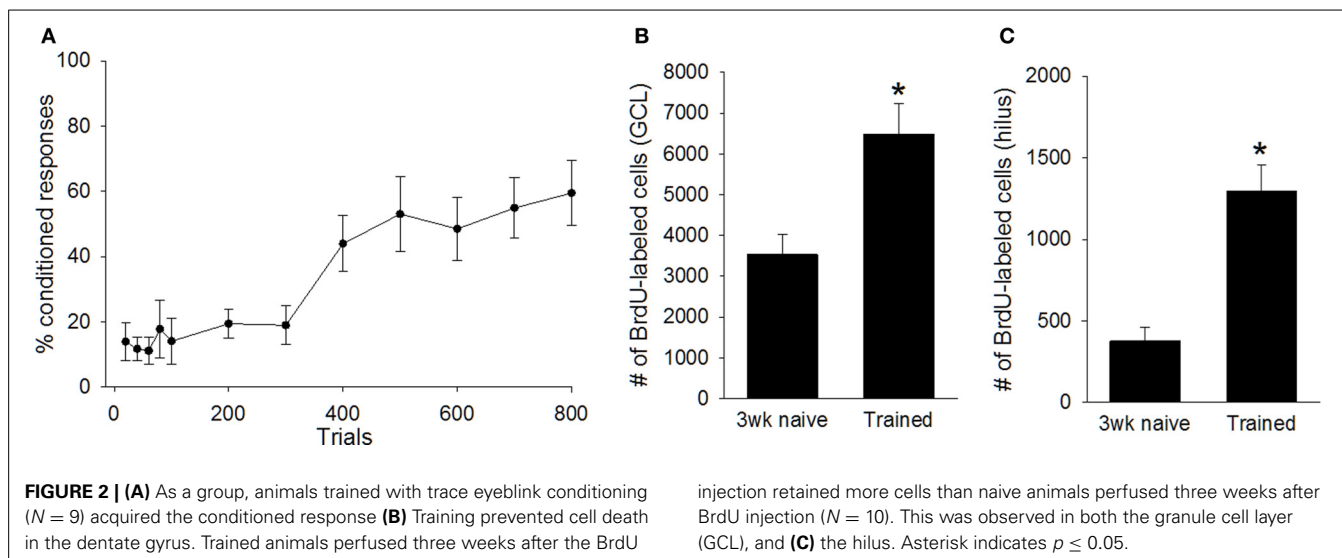 A
% conditioned responses
100
80
60
40
20
0
0
200
400
600
800
Trials
B
# of BrdU-labeled cells (GCL)
8000
7000
6000
5000
4000
3000
2000
1000
0
*
3wk naive
Trained
C
# of BrdU-labeled cells (hilus)
2000
1500
1000
500
0
*
3wk naive
Trained
FIGURE 2 | (A) As a group, animals trained with trace eyeblink conditioning
(N = 9) acquired the conditioned response (B) Training prevented cell death
in the dentate gyrus. Trained animals perfused three weeks after the BrdU
injection retained more cells than naive animals perfused three weeks after
BrdU injection (N = 10). This was observed in both the granule cell layer
(GCL), and (C) the hilus. Asterisk indicates p ≤ 0.05.